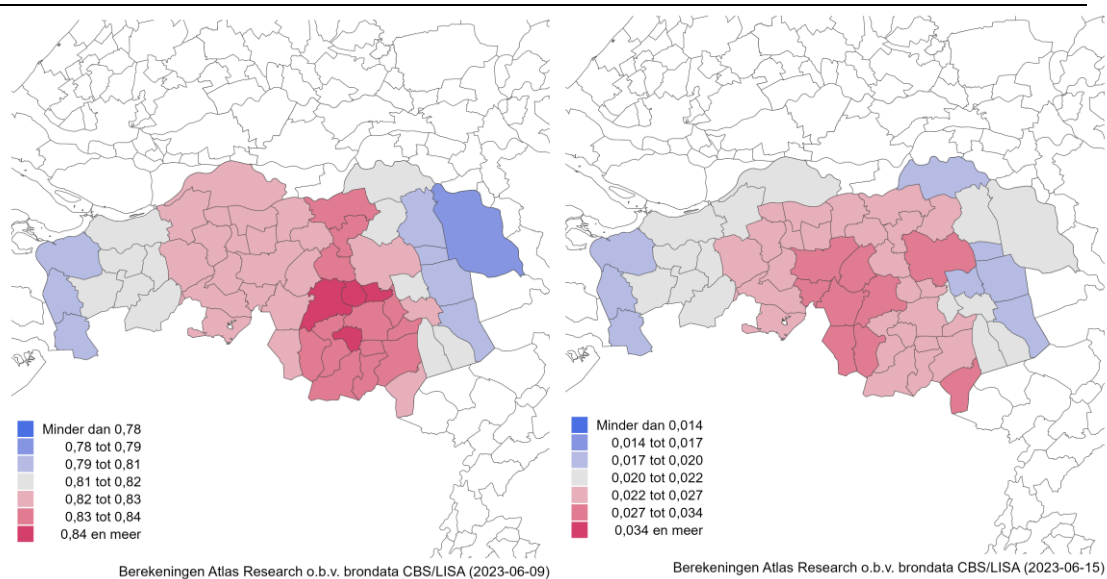 Minder dan 0,78
0,78 tot 0,79
0,79 tot 0,81
0,81 tot 0,82
0,82 tot 0,83
0,83 tot 0,84
0,84 en meer
Berekeningen Atlas Research o.b.v. brondata CBS/LISA (2023-06-09)
Minder dan 0,014
0,014 tot 0,017
0,017 tot 0,020
0,020 tot 0,022
0,022 tot 0,027
0,027 tot 0,034
0,034 en meer
Berekeningen Atlas Research o.b.v. brondata CBS/LISA (2023-06-15)